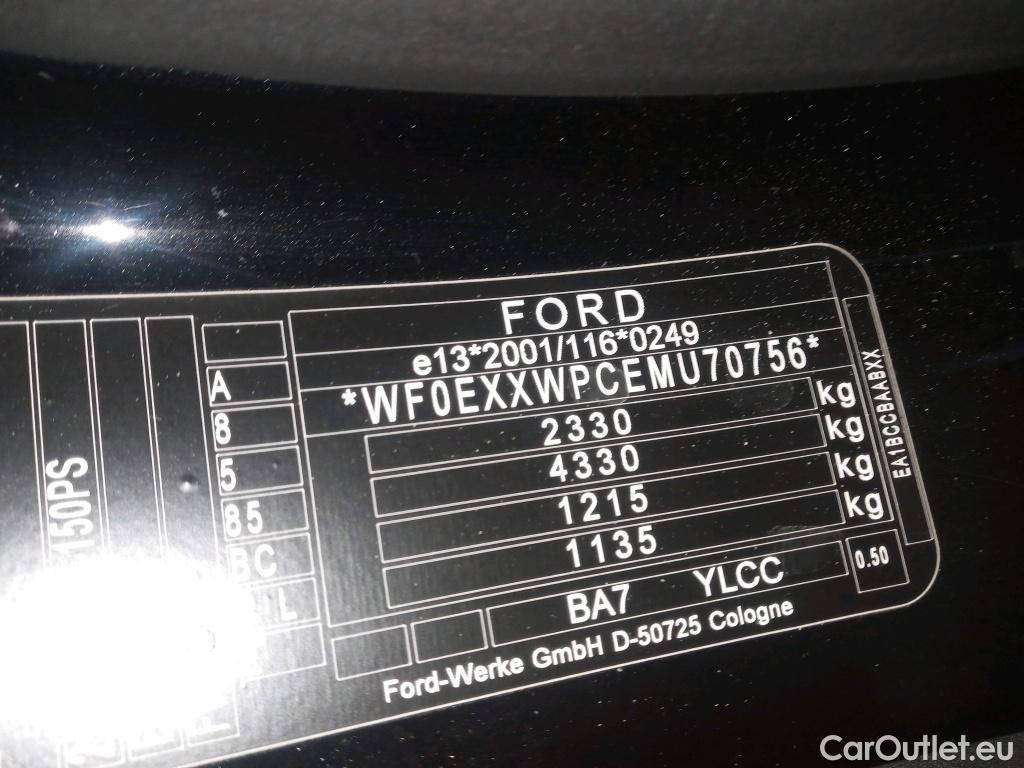 FORD
e13*2001/116*0249
*WF0EXXWPCEMU70756*
2330 kg
4330 kg
1215 kg
1135 kg
BA7 YLCC
0.50
Ford-Werke GmbH D-50725 Cologne
EA1BCCBAABXX
A
8
5
85
BC
L
150PS
CarOutlet.eu